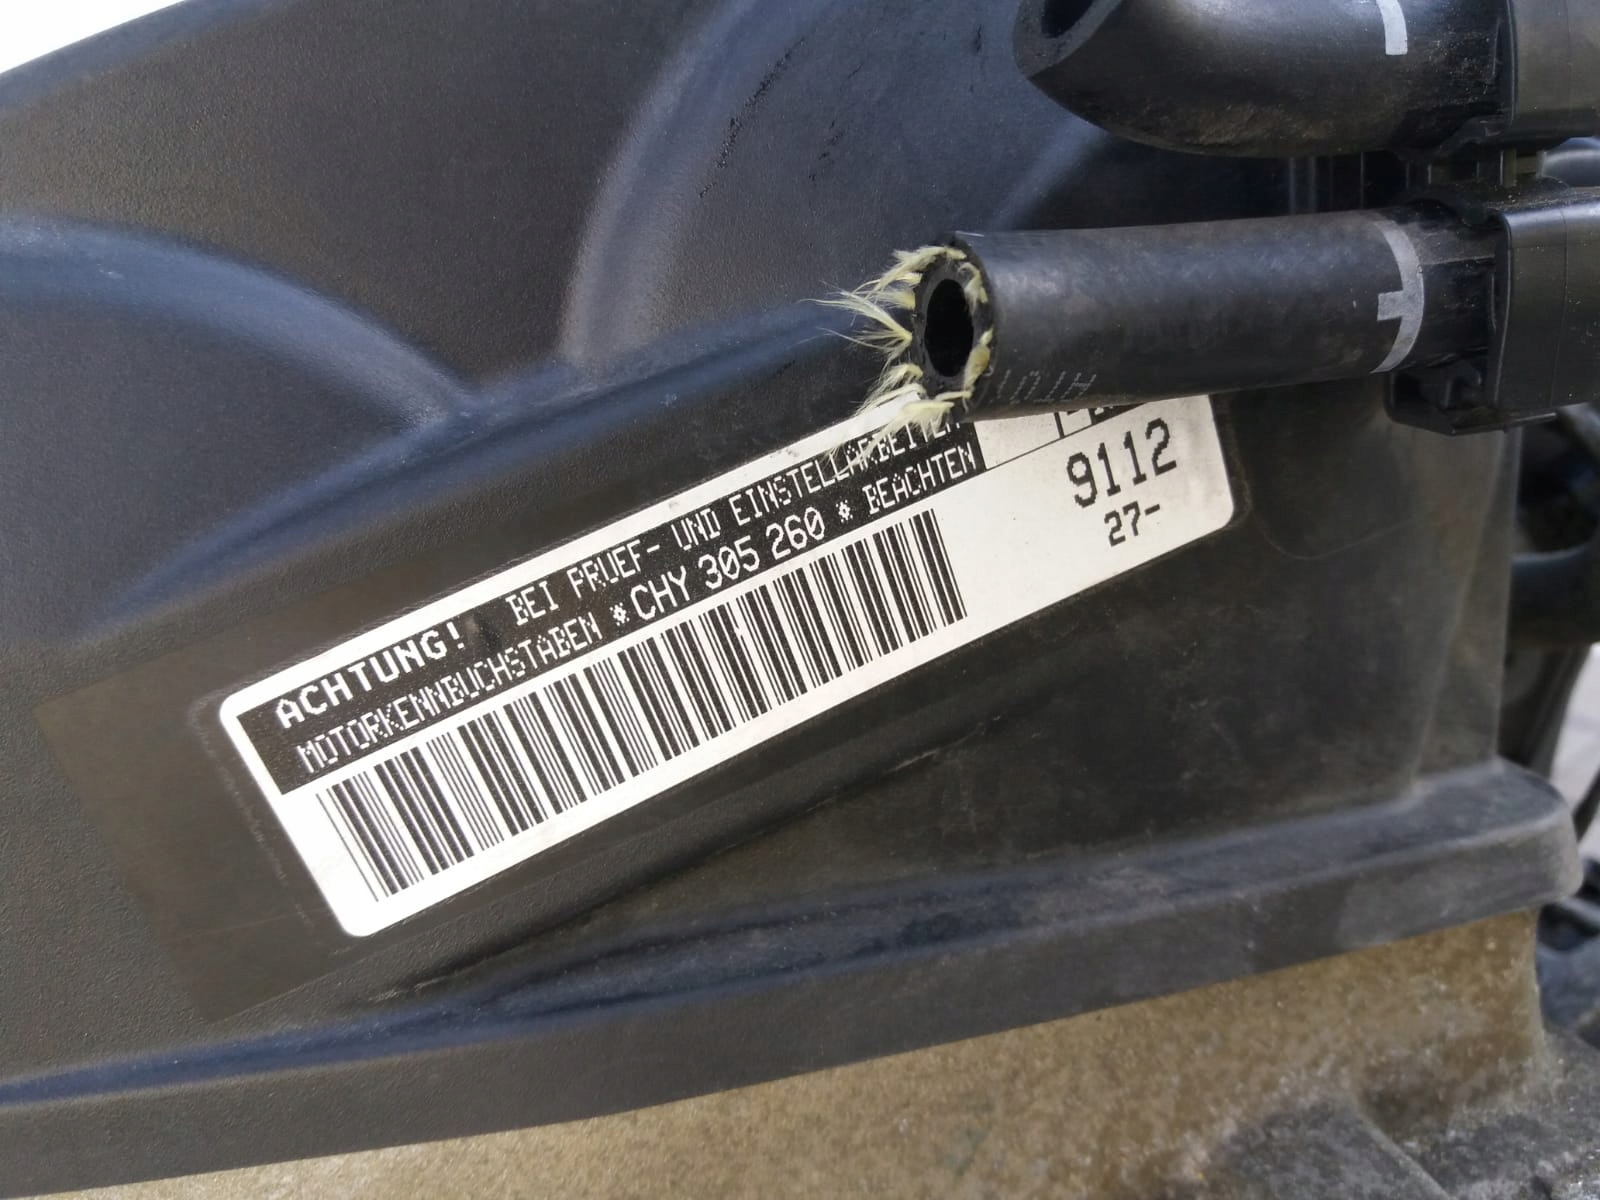 ACHTUNG! BEI PRUEF- UND EINSTELLARBEITEN
MOTORKENNBUCHSTABEN * CHY 305 260 * BEACHTEN
9112
27-